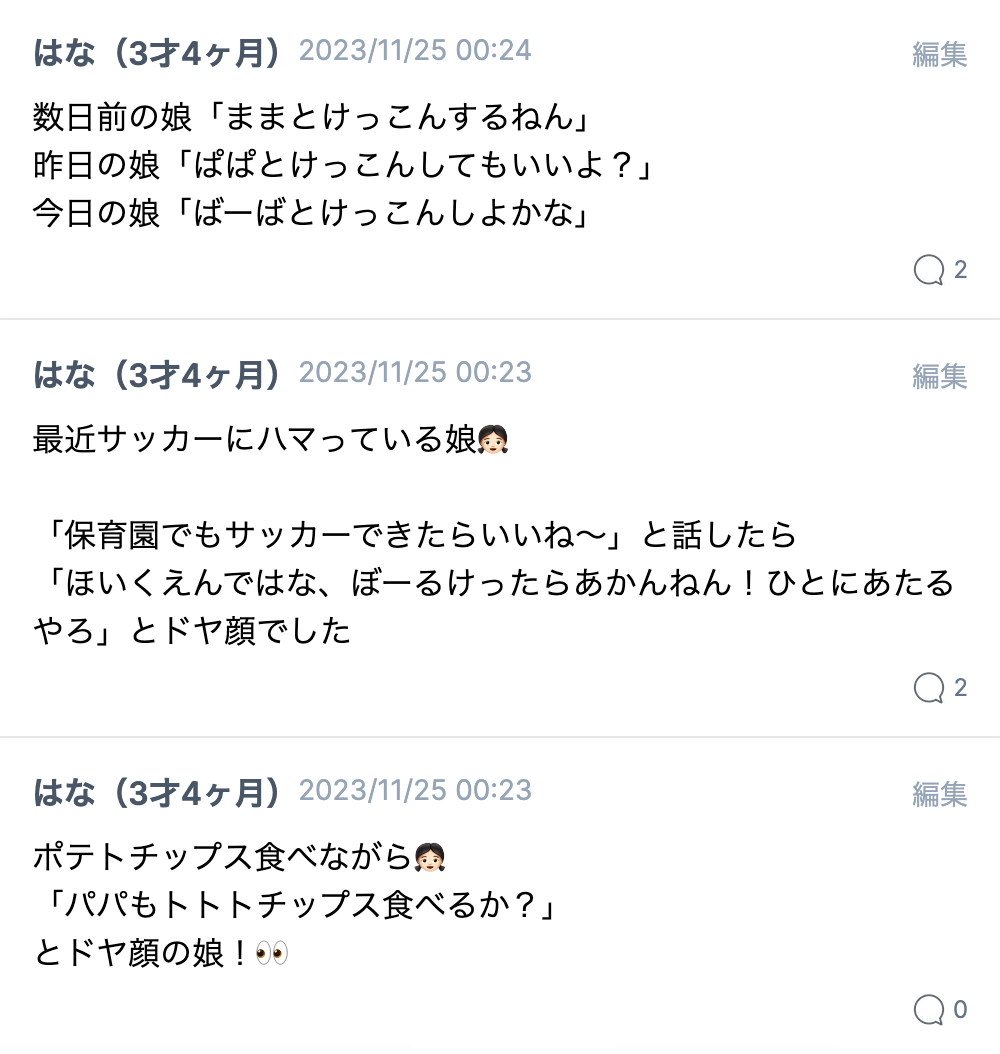 はな（3才4ヶ月） 2023/11/25 00:24 編集
数日前の娘「ままとけっこんするねん」
昨日の娘「ぱぱとけっこんしてもいいよ？」
今日の娘「ばーばとけっこんしよかな」
2
はな（3才4ヶ月） 2023/11/25 00:23 編集
最近サッカーにハマっている娘👧🏻
「保育園でもサッカーできたらいいね〜」と話したら
「ほいくえんではな、ぼーるけったらあかんねん！ひとにあたる
やろ」とドヤ顔でした
2
はな（3才4ヶ月） 2023/11/25 00:23 編集
ポテトチップス食べながら👧🏻
「パパもトトトチップス食べるか？」
とドヤ顔の娘！👀
0